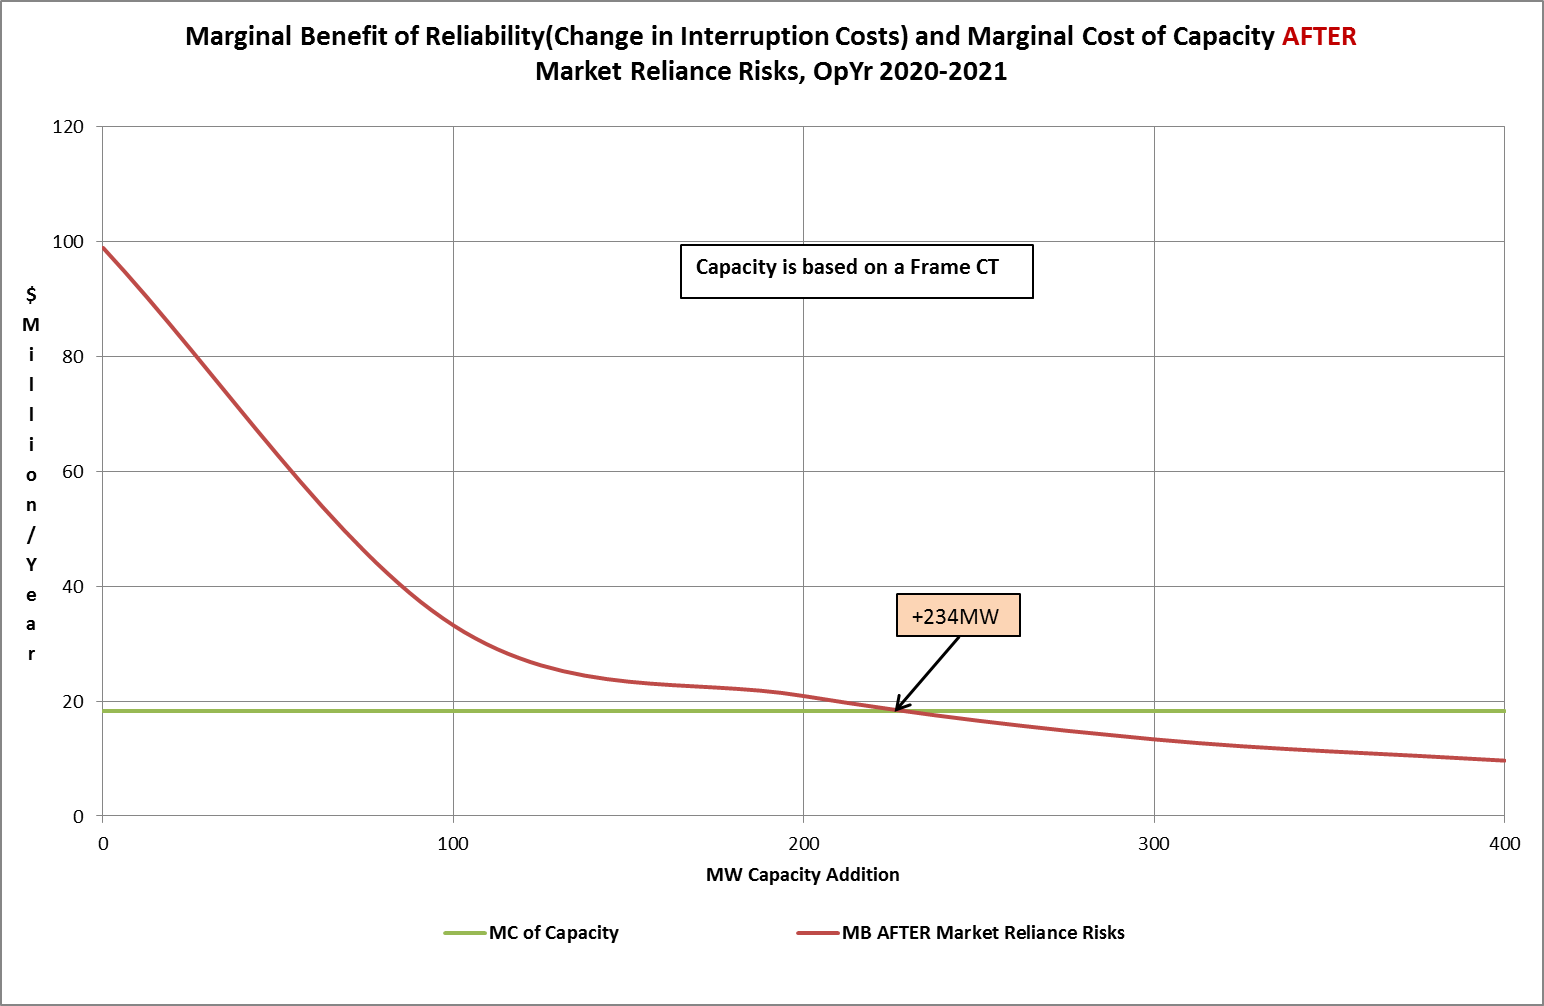 Marginal Benefit of Reliability(Change in Interruption Costs) and Marginal Cost of Capacity AFTER
Market Reliance Risks, OpYr 2020-2021
120
100
80
60
40
20
0
$ Million/Year
Capacity is based on a Frame CT
+234MW
0 100 200 300 400
MW Capacity Addition
MC of Capacity
MB AFTER Market Reliance Risks